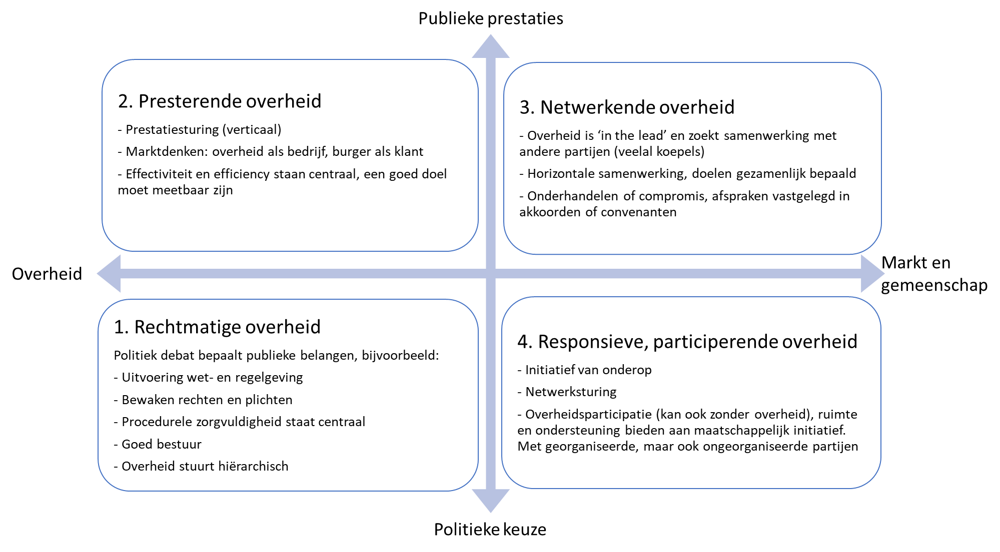 Publieke prestaties
2. Presterende overheid
- Prestatiesturing (verticaal)
- Marktdenken: overheid als bedrijf, burger als klant
- Effectiviteit en efficiency staan centraal, een goed doel
moet meetbaar zijn
3. Netwerkende overheid
- Overheid is ‘in the lead’ en zoekt samenwerking met
andere partijen (veelal koepels)
- Horizontale samenwerking, doelen gezamenlijk bepaald
- Onderhandelen of compromis, afspraken vastgelegd in
akkoorden of convenanten
Overheid
Markt en
gemeenschap
1. Rechtmatige overheid
Politiek debat bepaalt publieke belangen, bijvoorbeeld:
- Uitvoering wet- en regelgeving
- Bewaken rechten en plichten
- Procedurele zorgvuldigheid staat centraal
- Goed bestuur
- Overheid stuurt hiërarchisch
4. Responsieve, participerende overheid
- Initiatief van onderop
- Netwerksturing
- Overheidsparticipatie (kan ook zonder overheid), ruimte
en ondersteuning bieden aan maatschappelijk initiatief.
Met georganiseerde, maar ook ongeorganiseerde partijen
Politieke keuze